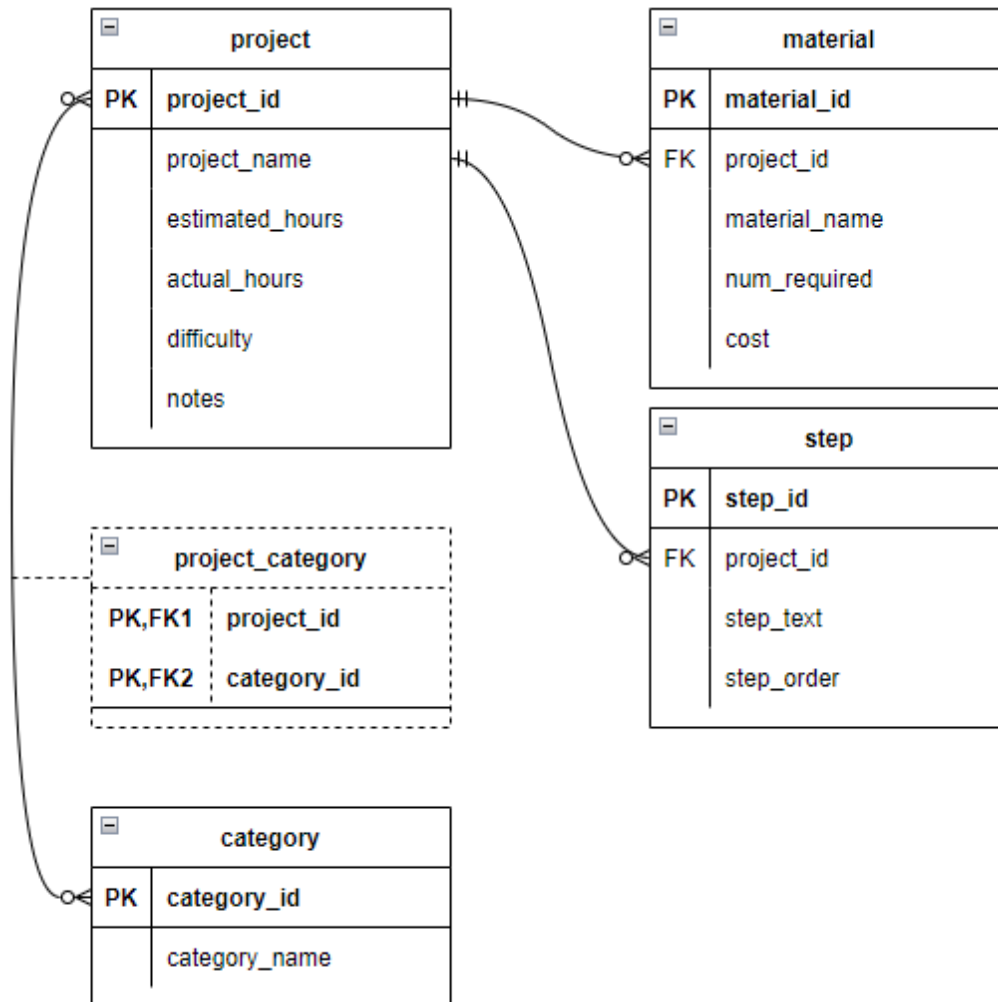 project
PK project_id
project_name
estimated_hours
actual_hours
difficulty
notes
material
PK material_id
FK project_id
material_name
num_required
cost
step
PK step_id
FK project_id
step_text
step_order
project_category
PK,FK1 project_id
PK,FK2 category_id
category
PK category_id
category_name